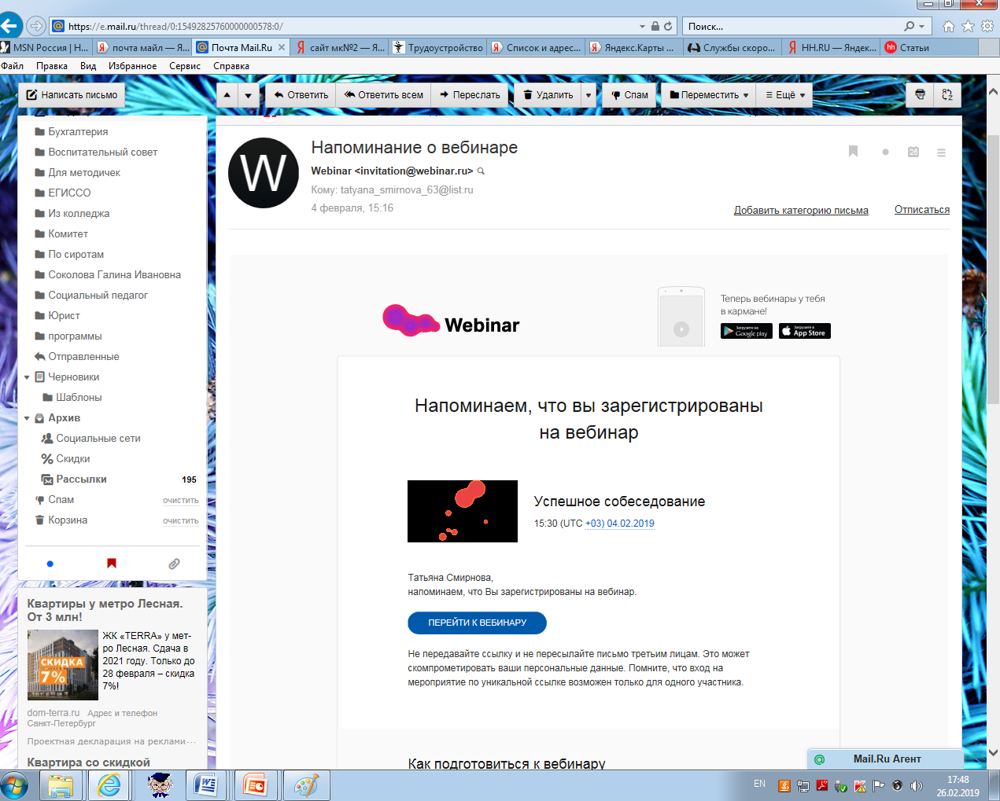 https://e.mail.ru/thread/0:15492825760000000578:0/
Поиск...
MSN Россия | Н...
почта майл — Я...
Почта Mail.Ru
сайт мк№2 — Я...
Трудоустройство
Список и адрес...
Яндекс.Карты ...
Службы скоро...
HH.RU — Яндек...
hh Статьи
Файл Правка Вид Избранное Сервис Справка
Написать письмо
Ответить
Ответить всем
Переслать
Удалить
Спам
Переместить
Ещё
Бухгалтерия
Воспитательный совет
Для методичек
ЕГИССО
Из колледжа
Комитет
По сиротам
Соколова Галина Ивановна
Социальный педагог
Юрист
программы
Отправленные
Черновики
Шаблоны
Архив
Социальные сети
Скидки
Рассылки 195
Спам очистить
Корзина очистить
Квартиры у метро Лесная.
От 3 млн!
СКИДКА
7%
ЖК «TERRA» у мет-
ро Лесная. Сдача в
2021 году. Только до
28 февраля – скидка
7%!
dom-terra.ru Адрес и телефон
Санкт-Петербург
Проектная декларация на реклами...
Квартира со скидкой
W
Напоминание о вебинаре
Webinar <invitation@webinar.ru>
Кому: tatyana_smirnova_63@list.ru
4 февраля, 15:16
26
Добавить категорию письма
Отписаться
Webinar
Теперь вебинары у тебя
в кармане!
Загрузите на
Google play
Загрузите в
App Store
Напоминаем, что вы зарегистрированы
на вебинар
Успешное собеседование
15:30 (UTC +03) 04.02.2019
Татьяна Смирнова,
напоминаем, что Вы зарегистрированы на вебинар.
ПЕРЕЙТИ К ВЕБИНАРУ
Не передавайте ссылку и не пересылайте письмо третьим лицам. Это может
скомпрометировать ваши персональные данные. Помните, что вход на
мероприятие по уникальной ссылке возможен только для одного участника.
Как подготовиться к вебинару
Mail.Ru Агент
EN
17:48
26.02.2019